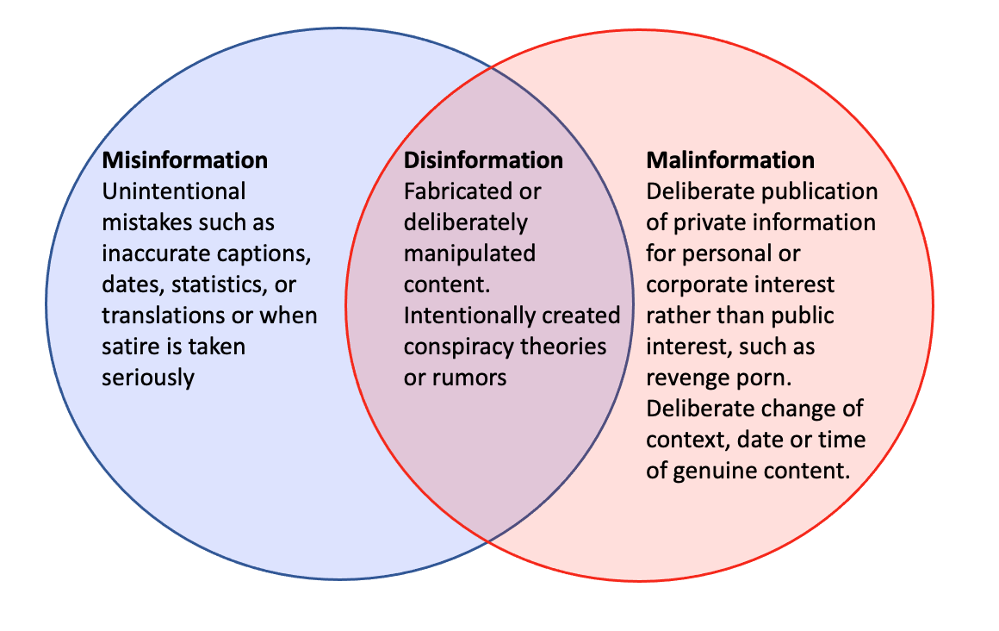 Misinformation
Unintentional
mistakes such as
inaccurate captions,
dates, statistics, or
translations or when
satire is taken
seriously
Disinformation
Fabricated or
deliberately
manipulated
content.
Intentionally created
conspiracy theories
or rumors
Malinformation
Deliberate publication
of private information
for personal or
corporate interest
rather than public
interest, such as
revenge porn.
Deliberate change of
context, date or time
of genuine content.